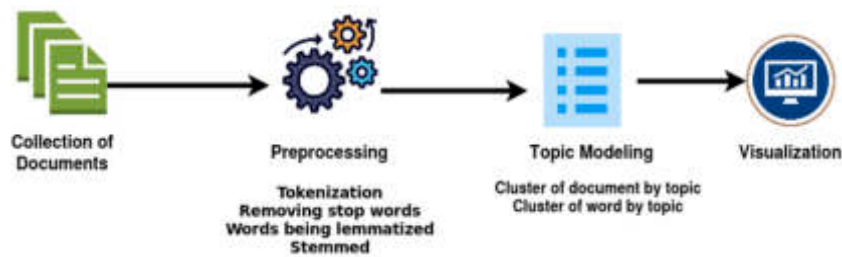 Collection of
Documents
Preprocessing
Tokenization
Removing stop words
Words being lemmatized
Stemmed
Topic Modeling
Cluster of document by topic
Cluster of word by topic
Visualization